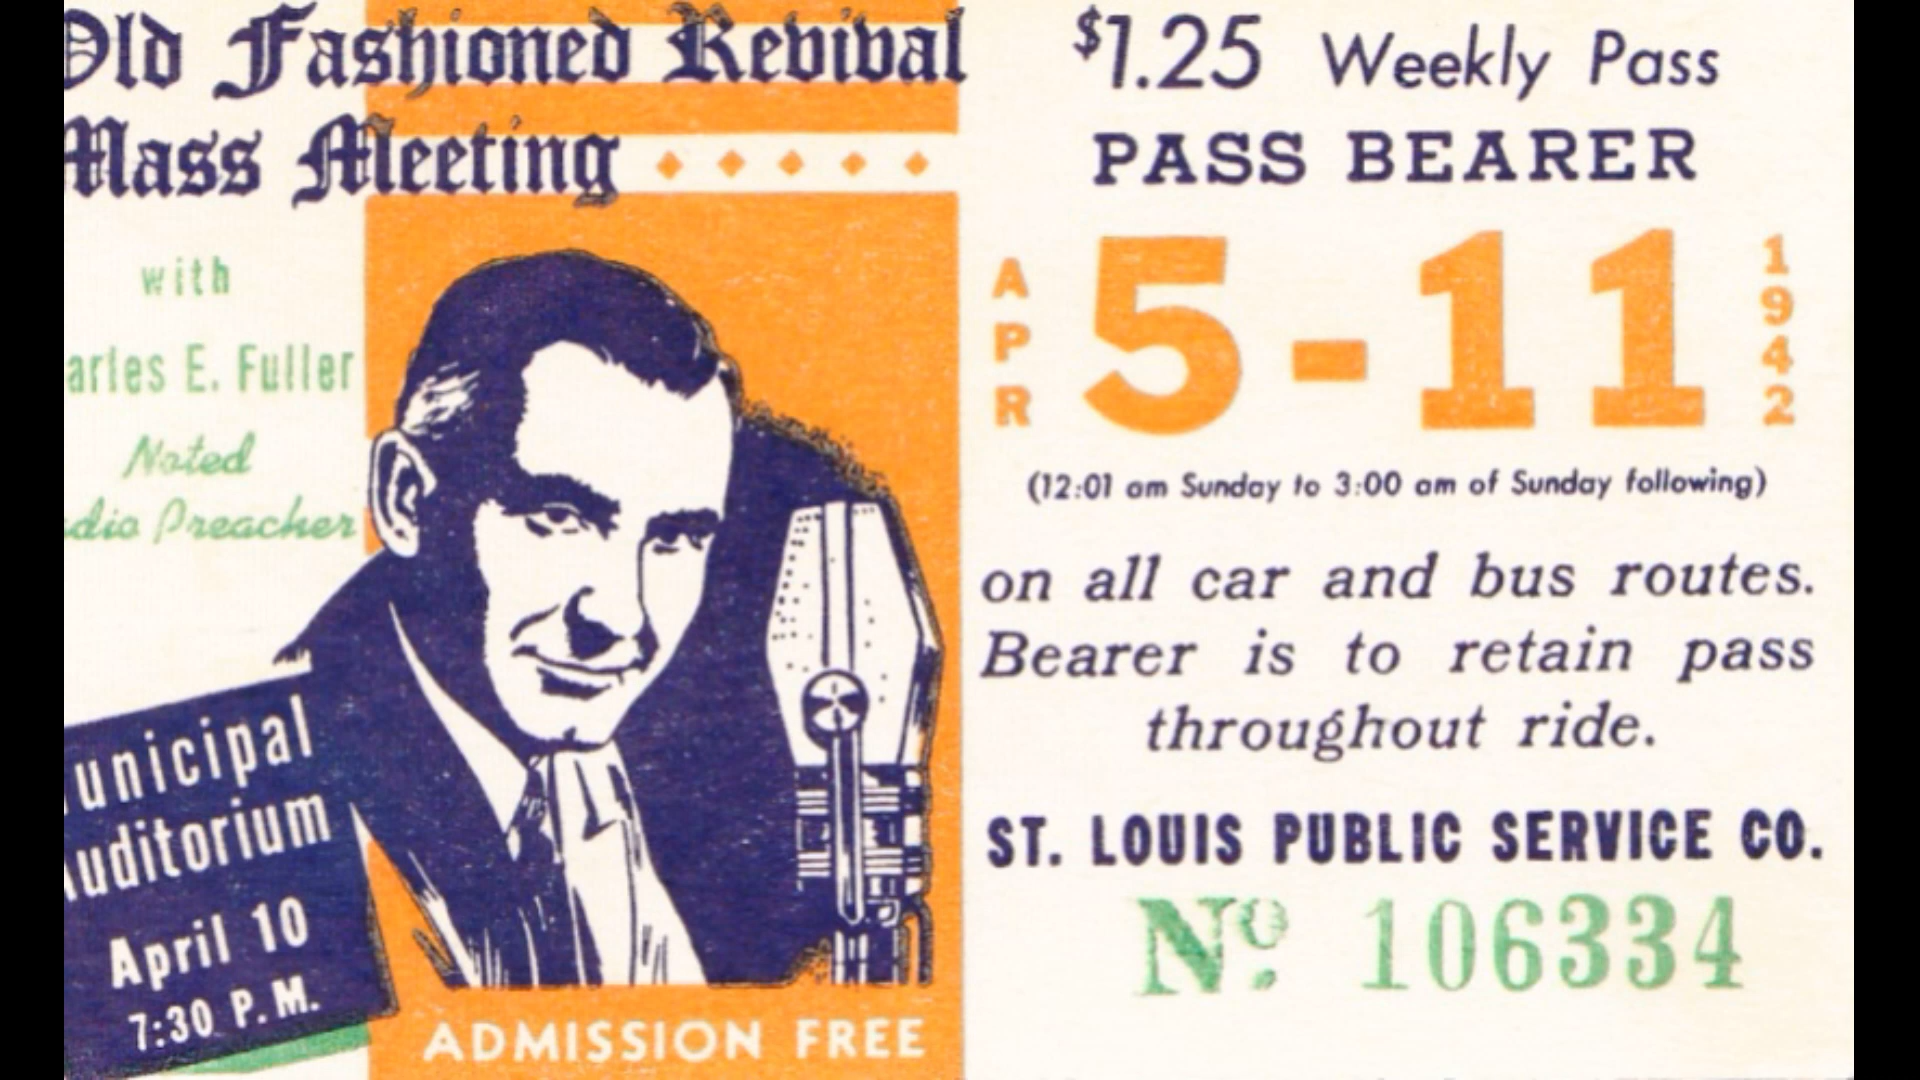 Old Fashioned Revival
Mass Meeting
with
arles E. Fuller
Noted
dio Preacher
unicipal
uditorium
April 10
7:30 P.M.
ADMISSION FREE
$1.25 Weekly Pass
PASS BEARER
APR 5-11 1942
(12:01 am Sunday to 3:00 am of Sunday following)
on all car and bus routes.
Bearer is to retain pass
throughout ride.
ST. LOUIS PUBLIC SERVICE CO.
No. 106334